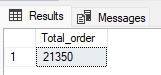 Results Messages
Total_order
1 21350